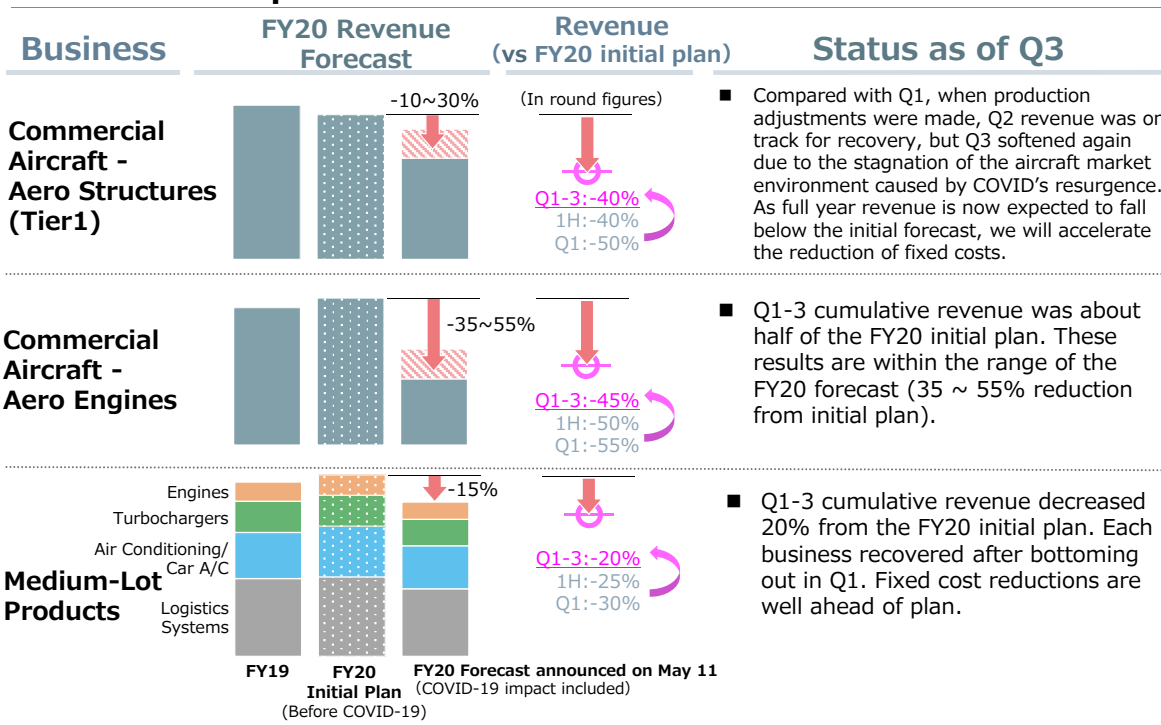 Business
FY20 Revenue
Forecast
Revenue
(vs FY20 initial plan)
Status as of Q3
Commercial
Aircraft -
Aero Structures
(Tier1)
-10~30%
(In round figures)
Q1-3:-40%
1H:-40%
Q1:-50%
■ Compared with Q1, when production
adjustments were made, Q2 revenue was on
track for recovery, but Q3 softened again
due to the stagnation of the aircraft market
environment caused by COVID's resurgence.
As full year revenue is now expected to fall
below the initial forecast, we will accelerate
the reduction of fixed costs.
Commercial
Aircraft -
Aero Engines
-35~55%
Q1-3:-45%
1H:-50%
Q1:-55%
■ Q1-3 cumulative revenue was about
half of the FY20 initial plan. These
results are within the range of the
FY20 forecast (35 ~ 55% reduction
from initial plan).
Medium-Lot
Products
Engines
Turbochargers
Air Conditioning/
Car A/C
Logistics
Systems
-15%
Q1-3:-20%
1H:-25%
Q1:-30%
■ Q1-3 cumulative revenue decreased
20% from the FY20 initial plan. Each
business recovered after bottoming
out in Q1. Fixed cost reductions are
well ahead of plan.
FY19
FY20
Initial Plan
(Before COVID-19)
FY20 Forecast announced on May 11
(COVID-19 impact included)